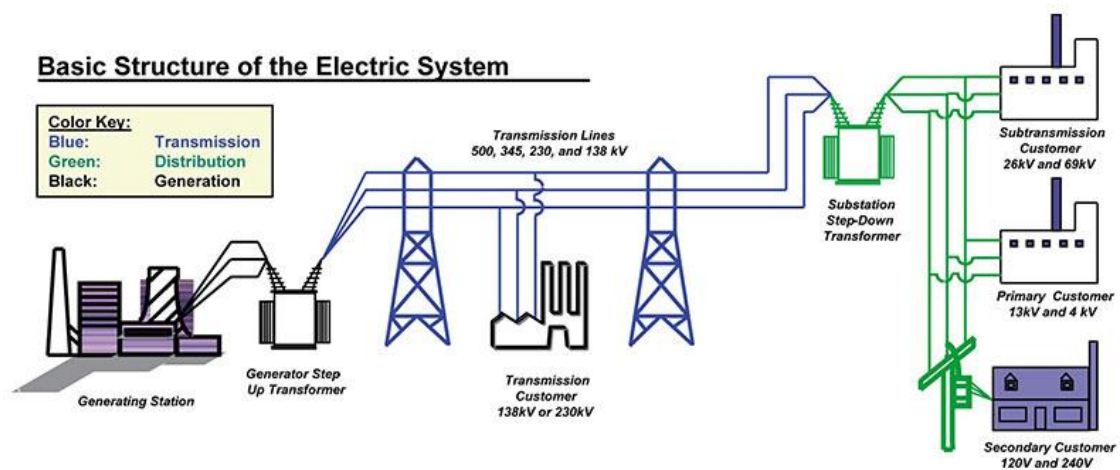 Basic Structure of the Electric System
Color Key:
Blue: Transmission
Green: Distribution
Black: Generation
Transmission Lines
500, 345, 230, and 138 kV
Substation
Step-Down
Transformer
Subtransmission
Customer
26kV and 69kV
Primary Customer
13kV and 4 kV
Generating Station
Generator Step
Up Transformer
Transmission
Customer
138kV or 230kV
Secondary Customer
120V and 240V